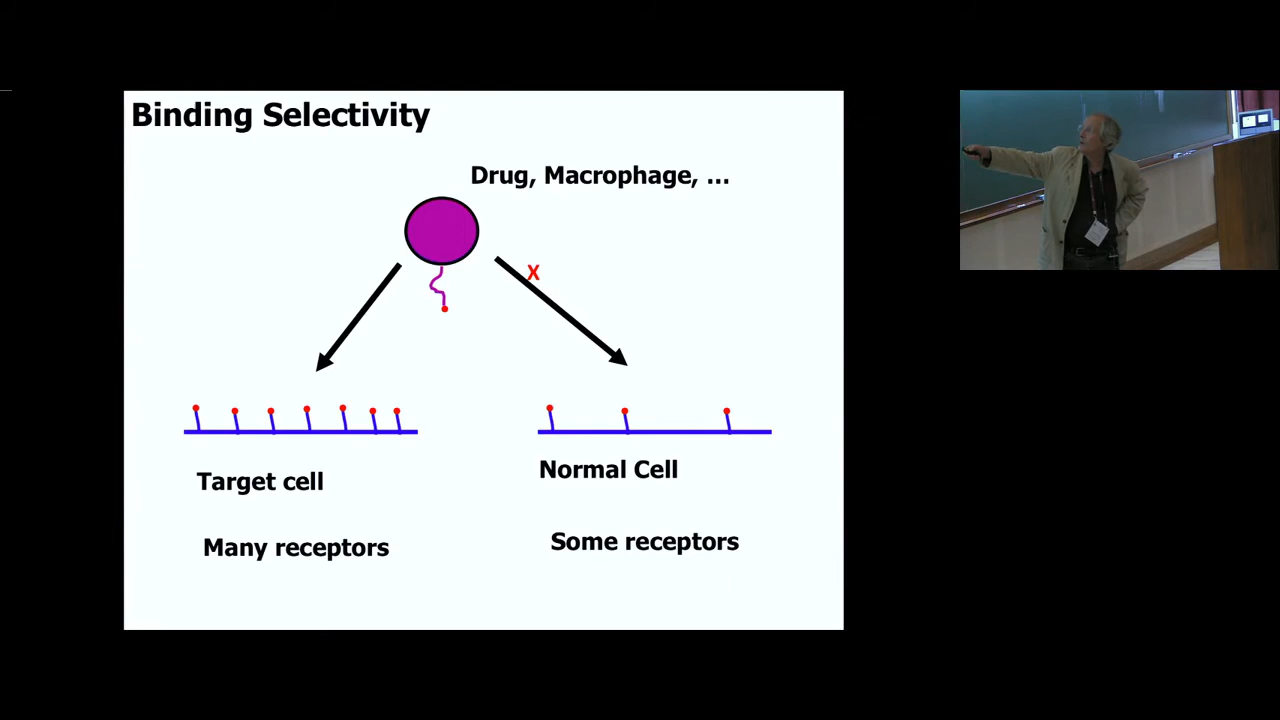 Binding Selectivity
Drug, Macrophage, ...
X
Target cell
Normal Cell
Many receptors
Some receptors